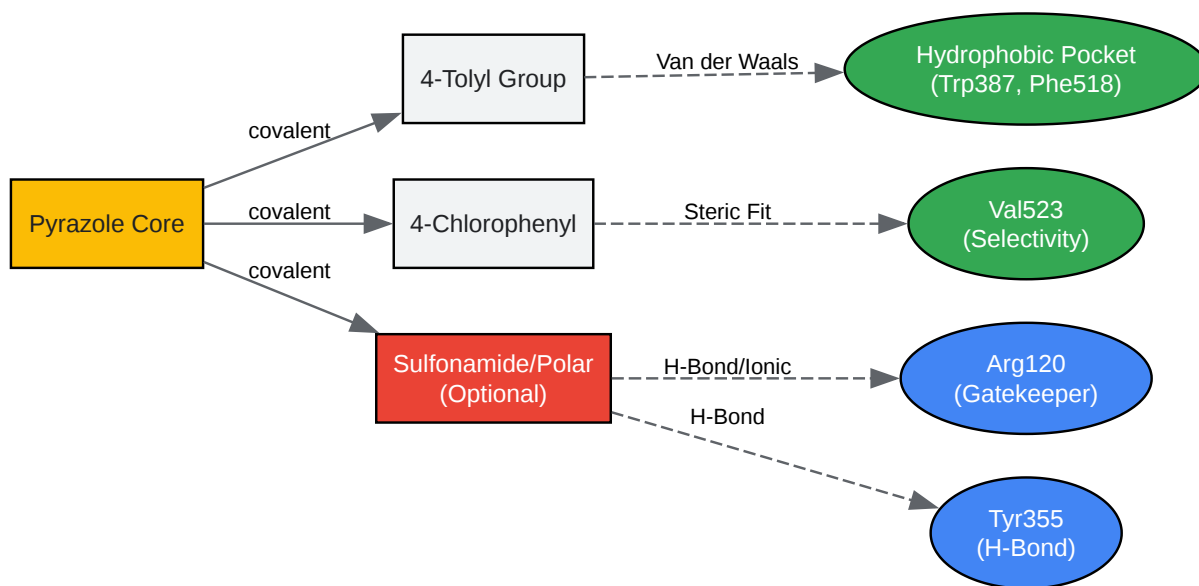 4-Tolyl Group
Van der Waals
Hydrophobic Pocket
(Trp387, Phe518)
covalent
Pyrazole Core
covalent
4-Chlorophenyl
Steric Fit
Val523
(Selectivity)
covalent
Sulfonamide/Polar
(Optional)
H-Bond/Ionic
Arg120
(Gatekeeper)
H-Bond
Tyr355
(H-Bond)